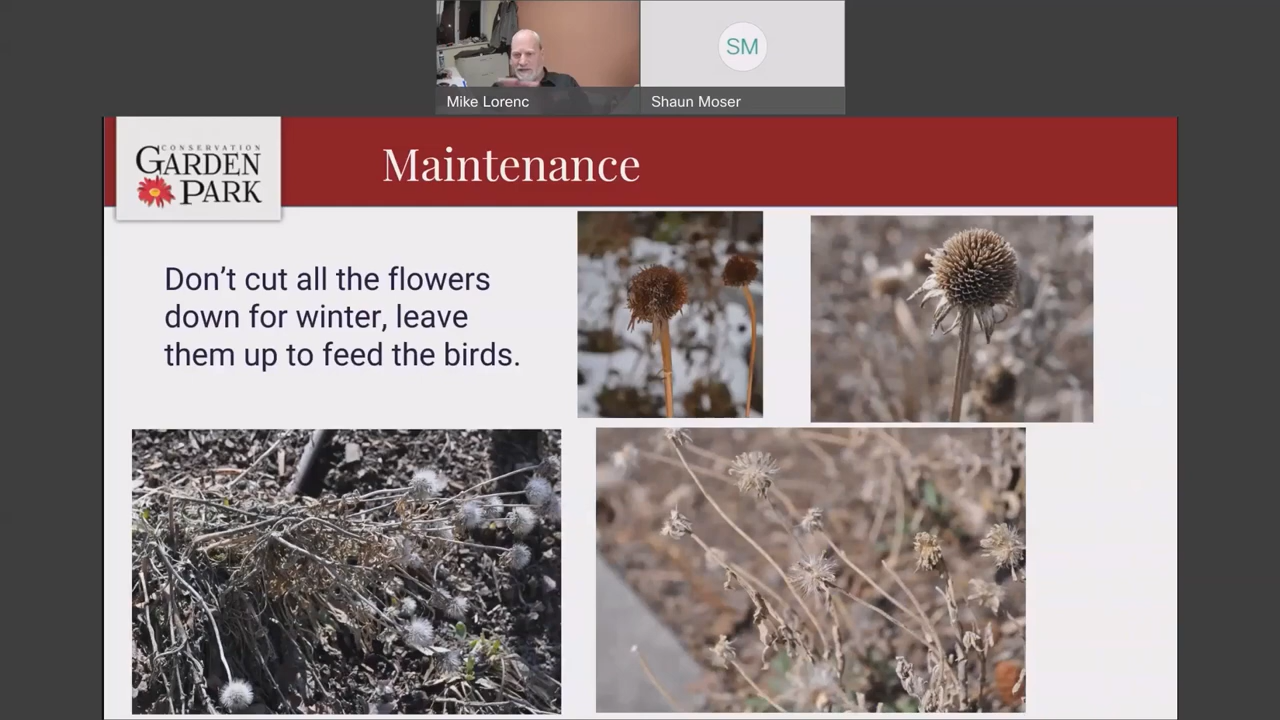 SM
Mike Lorenc
Shaun Moser
CONSERVATION
GARDEN
PARK
Maintenance
Don’t cut all the flowers
down for winter, leave
them up to feed the birds.